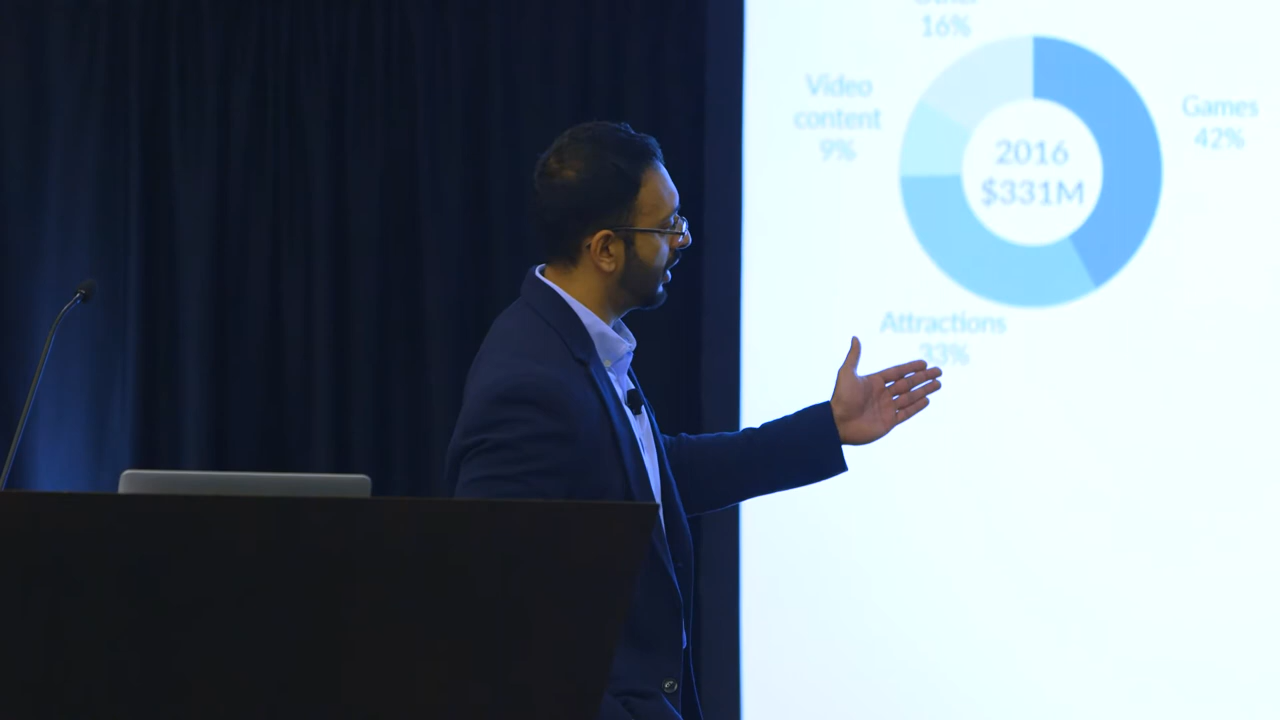 16%
Video
content
9%
Games
42%
2016
$331M
Attractions
33%